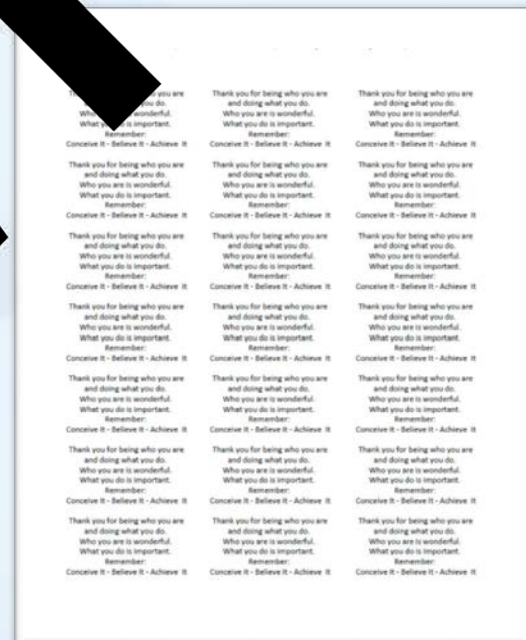 you are
you do.
Who wonderful.
What do is important.
Remember:
Conceive It - Believe It - Achieve It
Thank you for being who you are
and doing what you do.
Who you are is wonderful.
What you do is important.
Remember:
Conceive It - Believe It - Achieve It
Thank you for being who you are
and doing what you do.
Who you are is wonderful.
What you do is important.
Remember:
Conceive It - Believe It - Achieve It
Thank you for being who you are
and doing what you do.
Who you are is wonderful.
What you do is important.
Remember:
Conceive It - Believe It - Achieve It
Thank you for being who you are
and doing what you do.
Who you are is wonderful.
What you do is important.
Remember:
Conceive It - Believe It - Achieve It
Thank you for being who you are
and doing what you do.
Who you are is wonderful.
What you do is important.
Remember:
Conceive It - Believe It - Achieve It
Thank you for being who you are
and doing what you do.
Who you are is wonderful.
What you do is important.
Remember:
Conceive It - Believe It - Achieve It
Thank you for being who you are
and doing what you do.
Who you are is wonderful.
What you do is important.
Remember:
Conceive It - Believe It - Achieve It
Thank you for being who you are
and doing what you do.
Who you are is wonderful.
What you do is important.
Remember:
Conceive It - Believe It - Achieve It
Thank you for being who you are
and doing what you do.
Who you are is wonderful.
What you do is important.
Remember:
Conceive It - Believe It - Achieve It
Thank you for being who you are
and doing what you do.
Who you are is wonderful.
What you do is important.
Remember:
Conceive It - Believe It - Achieve It
Thank you for being who you are
and doing what you do.
Who you are is wonderful.
What you do is important.
Remember:
Conceive It - Believe It - Achieve It
Thank you for being who you are
and doing what you do.
Who you are is wonderful.
What you do is important.
Remember:
Conceive It - Believe It - Achieve It
Thank you for being who you are
and doing what you do.
Who you are is wonderful.
What you do is important.
Remember:
Conceive It - Believe It - Achieve It
Thank you for being who you are
and doing what you do.
Who you are is wonderful.
What you do is important.
Remember:
Conceive It - Believe It - Achieve It
Thank you for being who you are
and doing what you do.
Who you are is wonderful.
What you do is important.
Remember:
Conceive It - Believe It - Achieve It
Thank you for being who you are
and doing what you do.
Who you are is wonderful.
What you do is important.
Remember:
Conceive It - Believe It - Achieve It
Thank you for being who you are
and doing what you do.
Who you are is wonderful.
What you do is important.
Remember:
Conceive It - Believe It - Achieve It
Thank you for being who you are
and doing what you do.
Who you are is wonderful.
What you do is important.
Remember:
Conceive It - Believe It - Achieve It
Thank you for being who you are
and doing what you do.
Who you are is wonderful.
What you do is important.
Remember:
Conceive It - Believe It - Achieve It
Thank you for being who you are
and doing what you do.
Who you are is wonderful.
What you do is important.
Remember:
Conceive It - Believe It - Achieve It